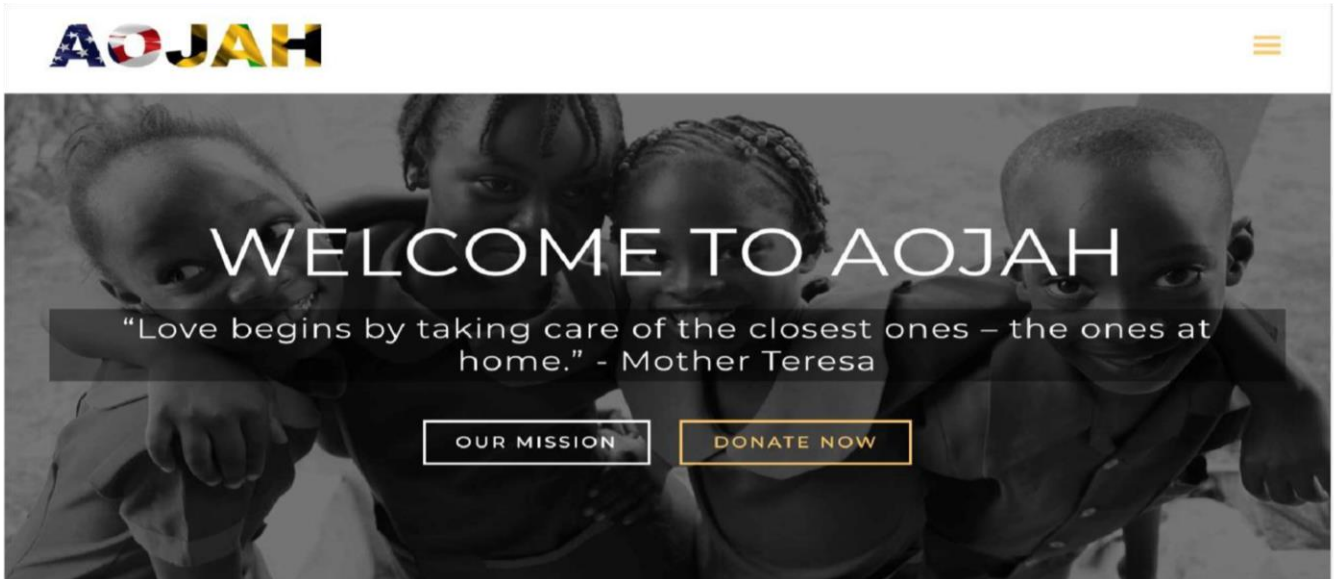 AOJAH
WELCOME TO AOJAH
“Love begins by taking care of the closest ones – the ones at
home.” - Mother Teresa
OUR MISSION
DONATE NOW